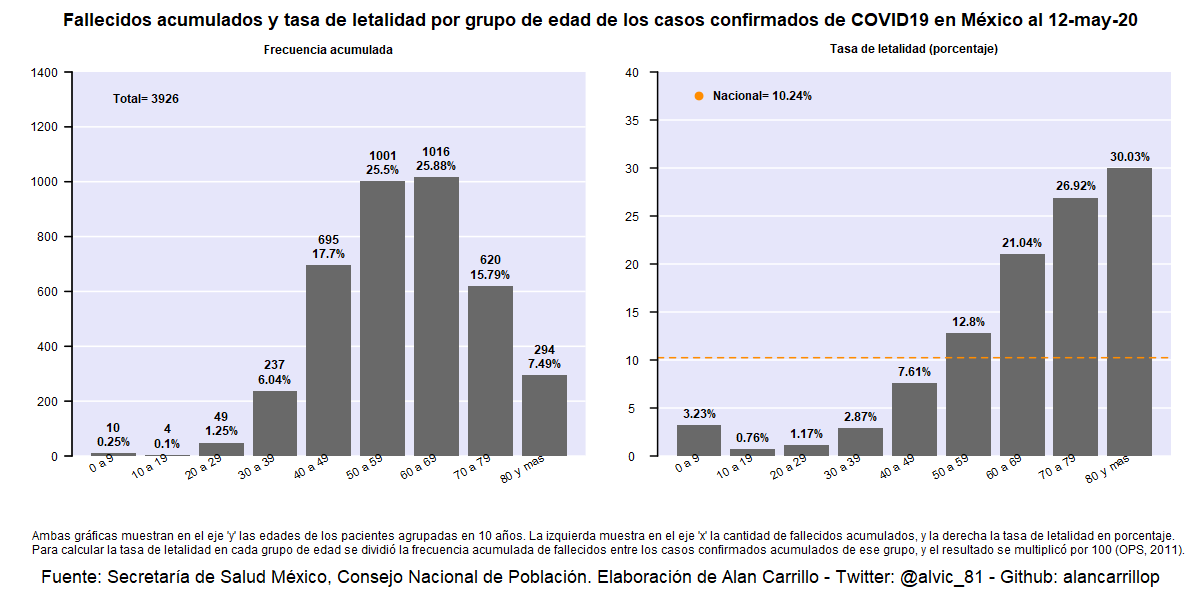 Fallecidos acumulados y tasa de letalidad por grupo de edad de los casos confirmados de COVID19 en México al 12-may-20
Frecuencia acumulada
1400
1200
1000
800
600
400
200
0
Total= 3926
10
0.25%
4
0.1%
49
1.25%
237
6.04%
695
17.7%
1001
25.5%
1016
25.88%
620
15.79%
294
7.49%
0 a 9
10 a 19
20 a 29
30 a 39
40 a 49
50 a 59
60 a 69
70 a 79
80 y mas
Tasa de letalidad (porcentaje)
40
35
30
25
20
15
10
5
0
Nacional= 10.24%
3.23%
0.76%
1.17%
2.87%
7.61%
12.8%
21.04%
26.92%
30.03%
0 a 9
10 a 19
20 a 29
30 a 39
40 a 49
50 a 59
60 a 69
70 a 79
80 y mas
Ambas gráficas muestran en el eje 'y' las edades de los pacientes agrupadas en 10 años. La izquierda muestra en el eje 'x' la cantidad de fallecidos acumulados, y la derecha la tasa de letalidad en porcentaje.
Para calcular la tasa de letalidad en cada grupo de edad se dividió la frecuencia acumulada de fallecidos entre los casos confirmados acumulados de ese grupo, y el resultado se multiplicó por 100 (OPS, 2011).
Fuente: Secretaría de Salud México, Consejo Nacional de Población. Elaboración de Alan Carrillo - Twitter: @alvic_81 - Github: alancarrillop